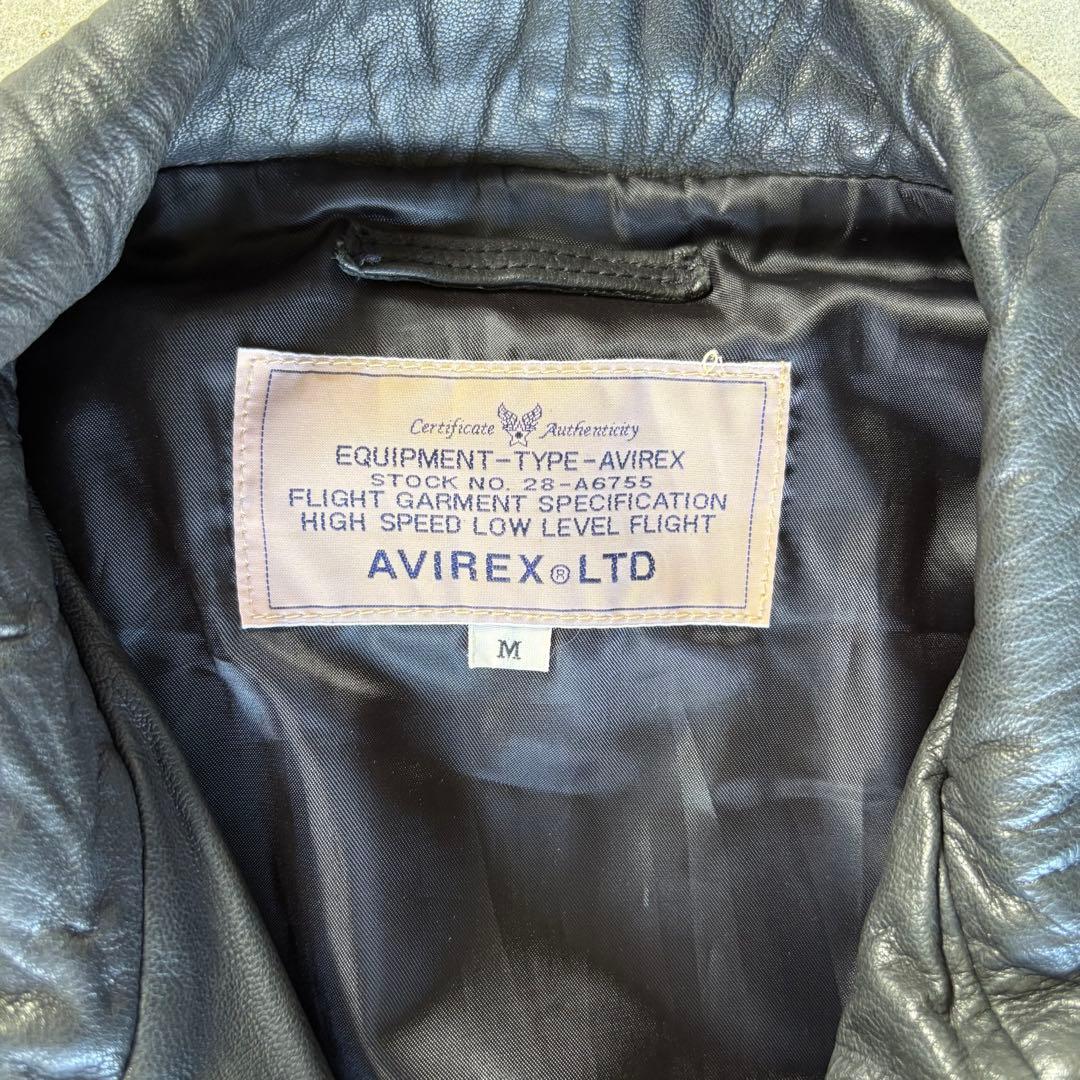 Certificate Authenticity
EQUIPMENT-TYPE-AVIREX
STOCK NO. 28-A6755
FLIGHT GARMENT SPECIFICATION
HIGH SPEED LOW LEVEL FLIGHT
AVIREX® LTD
M